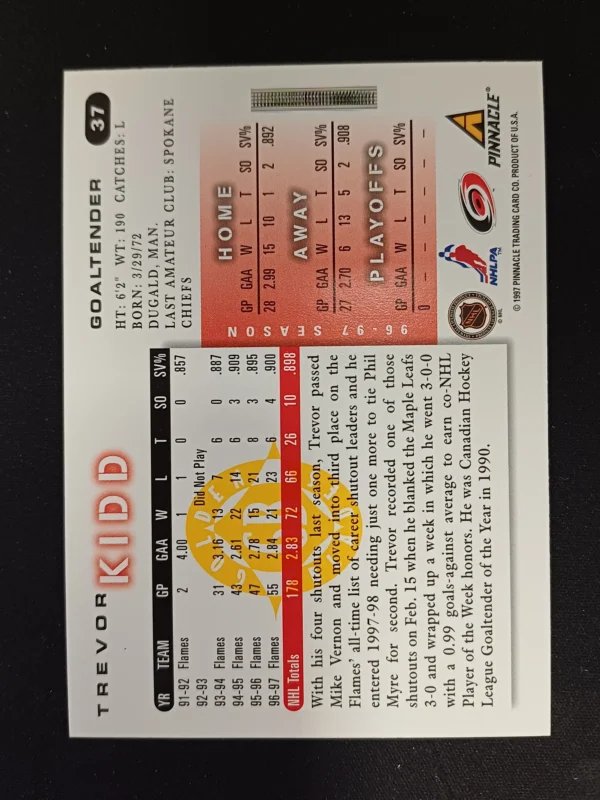 TREVOR
KIDD
GOALTENDER 37
HT: 6'2" WT: 190 CATCHES: L
BORN: 3/29/72
DUGALD, MAN.
LAST AMATEUR CLUB: SPOKANE
CHIEFS
YR TEAM GP GAA W L T SO SV%
91-92 Flames 2 4.00 1 1 0 0 .857
92-93 Did Not Play
93-94 Flames 31 3.16 13 7 6 0 .887
94-95 Flames 43 2.61 22 14 6 3 .909
95-96 Flames 47 2.78 15 21 8 3 .895
96-97 Flames 55 2.84 21 23 6 4 .900
NHL Totals 178 2.83 72 66 26 10 .898
With his four shutouts last season, Trevor passed
Mike Vernon and moved into third place on the
Flames' all-time list of career shutout leaders and he
entered 1997-98 needing just one more to tie Phil
Myre for second. Trevor recorded one of those
shutouts on Feb. 15 when he blanked the Maple Leafs
3-0 and wrapped up a week in which he went 3-0-0
with a 0.99 goals-against average to earn co-NHL
Player of the Week honors. He was Canadian Hockey
League Goaltender of the Year in 1990.
96-97 SEASON
HOME
GP GAA W L T SO SV%
28 2.99 15 10 1 2 .892
AWAY
GP GAA W L T SO SV%
27 2.70 6 13 5 2 .908
PLAYOFFS
GP GAA W L T SO SV%
0 – – – – – –
NHL
© NHL
NHLPA™
PINNACLE®
© 1997 PINNACLE TRADING CARD CO. PRODUCT OF U.S.A.